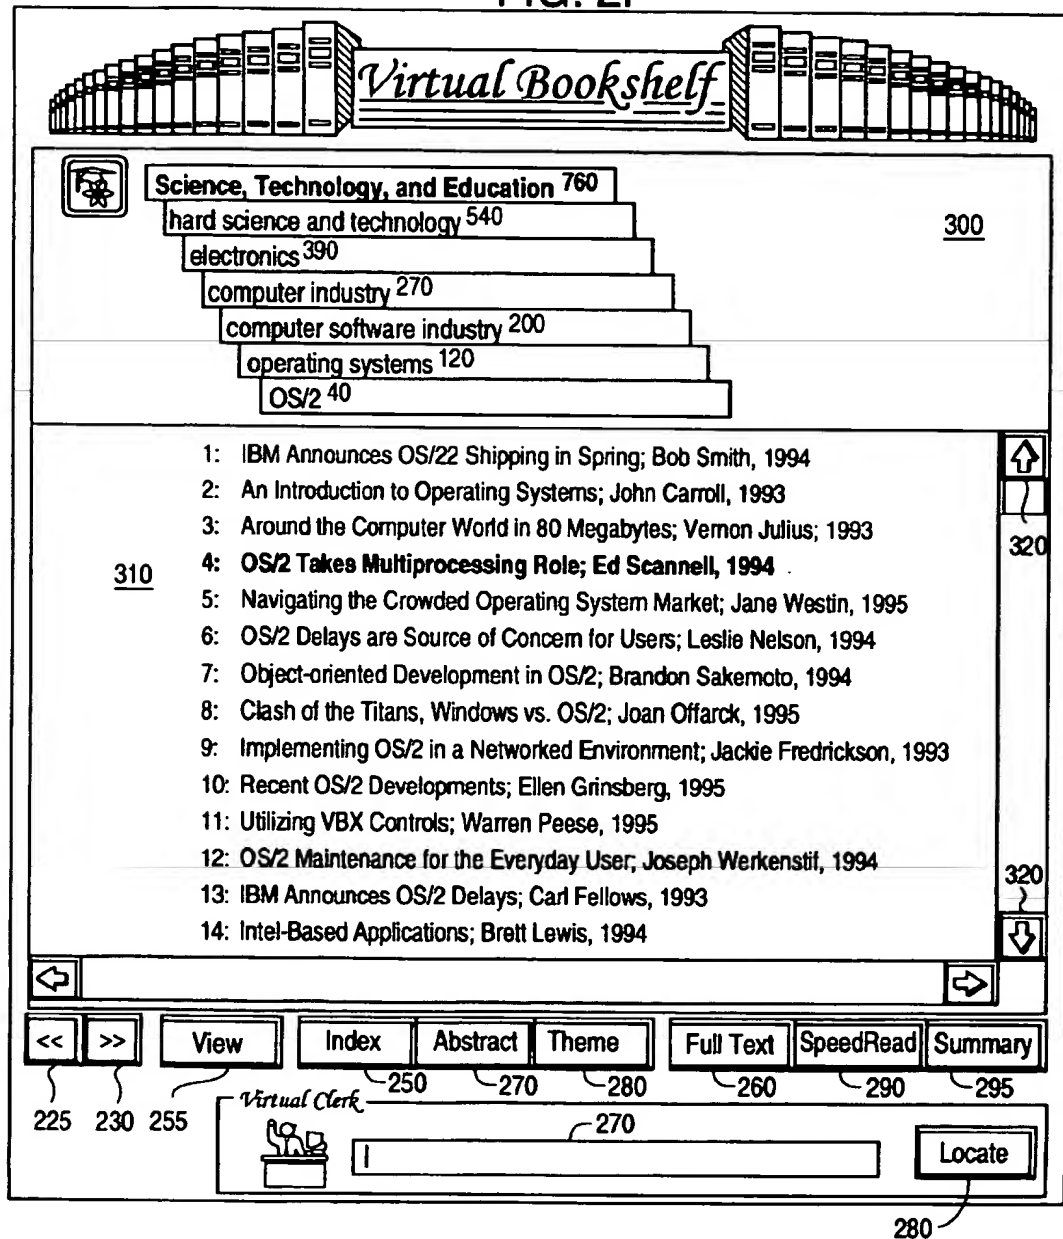 FIG. 2f
Virtual Bookshelf
Science, Technology, and Education 760
hard science and technology 540
300
electronics 390
computer industry 270
computer software industry 200
operating systems 120
OS/2 40
1: IBM Announces OS/22 Shipping in Spring; Bob Smith, 1994
2: An Introduction to Operating Systems; John Carroll, 1993
3: Around the Computer World in 80 Megabytes; Vernon Julius; 1993
320
310
4: OS/2 Takes Multiprocessing Role; Ed Scannell, 1994
5: Navigating the Crowded Operating System Market; Jane Westin, 1995
6: OS/2 Delays are Source of Concern for Users; Leslie Nelson, 1994
7: Object-oriented Development in OS/2; Brandon Sakemoto, 1994
8: Clash of the Titans, Windows vs. OS/2; Joan Offarck, 1995
9: Implementing OS/2 in a Networked Environment; Jackie Fredrickson, 1993
10: Recent OS/2 Developments; Ellen Grinsberg, 1995
11: Utilizing VBX Controls; Warren Peese, 1995
12: OS/2 Maintenance for the Everyday User; Joseph Werkenstif, 1994
320
13: IBM Announces OS/2 Delays; Carl Fellows, 1993
14: Intel-Based Applications; Brett Lewis, 1994
<< >> View Index Abstract Theme Full Text SpeedRead Summary
225 230 255 250 270 280 260 290 295
Virtual Clerk
270
Locate
280